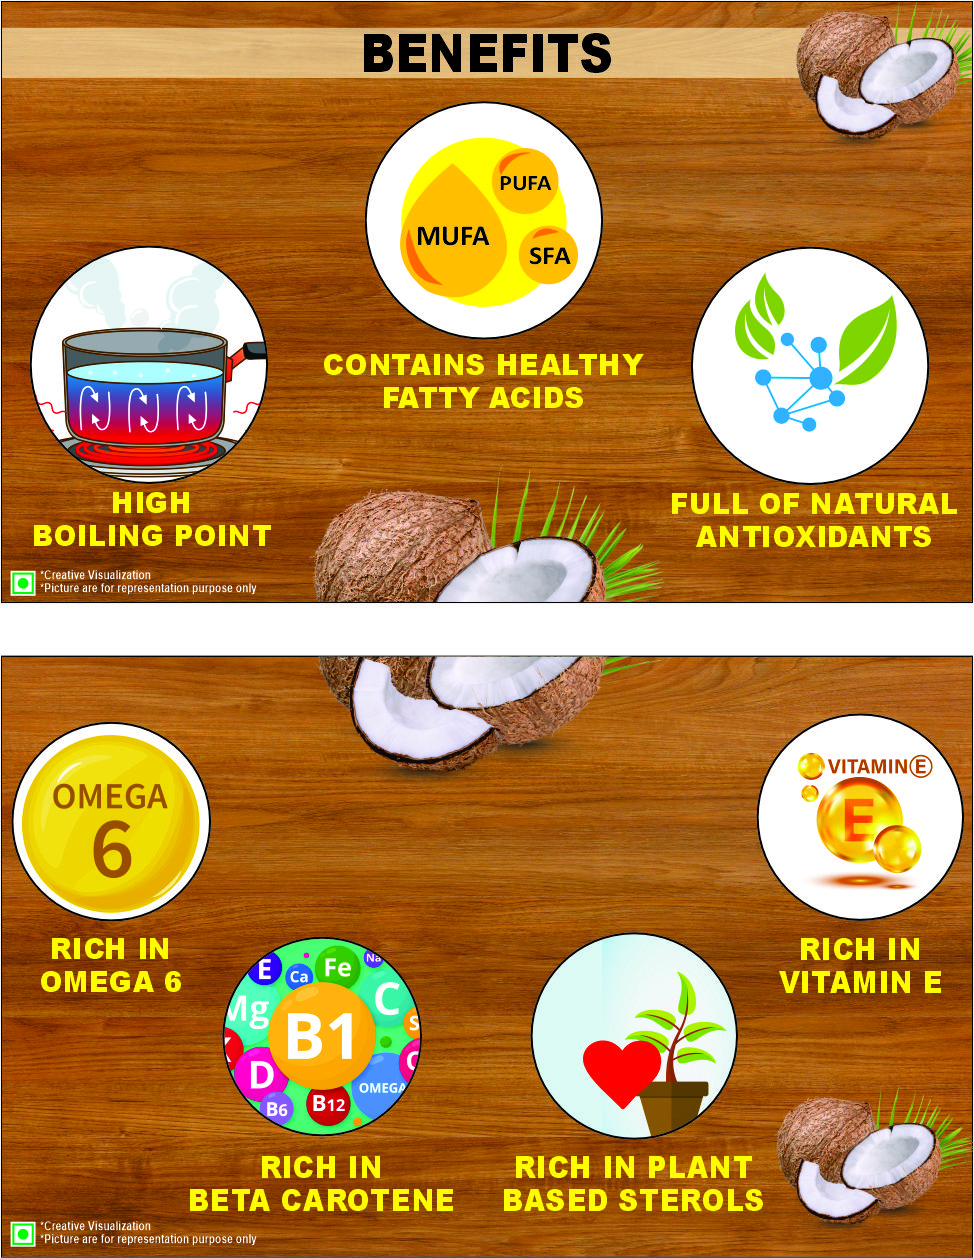 BENEFITS
PUFA
MUFA
SFA
CONTAINS HEALTHY
FATTY ACIDS
HIGH
BOILING POINT
FULL OF NATURAL
ANTIOXIDANTS
*Creative Visualization
*Picture are for representation purpose only
OMEGA
6
RICH IN
OMEGA 6
VITAMIN E
E
RICH IN
VITAMIN E
E
Ca
Fe
Na
Mg
C
S
B1
D
OMEGA
B6
B12
RICH IN
BETA CAROTENE
RICH IN PLANT
BASED STEROLS
*Creative Visualization
*Picture are for representation purpose only